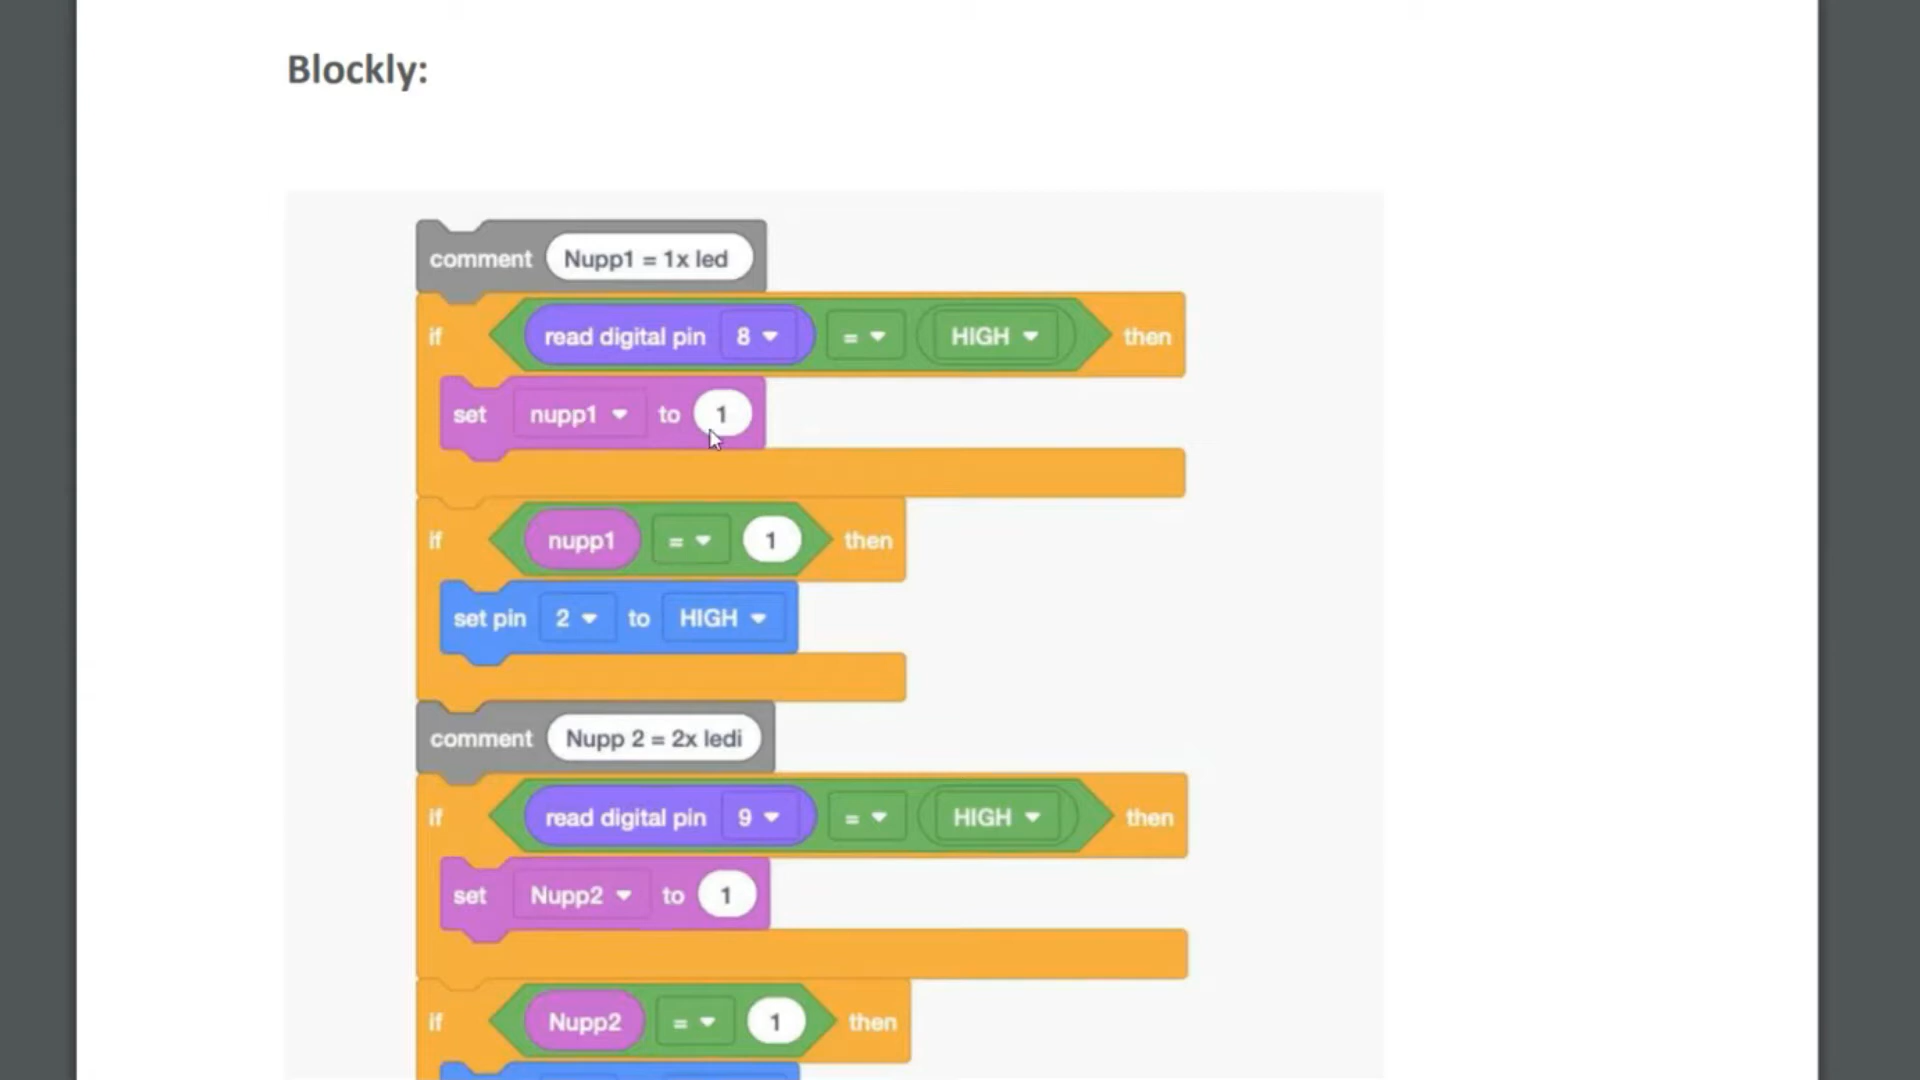 Blockly:
comment Nupp1 = 1x led
if read digital pin 8 = HIGH then
set nupp1 to 1
if nupp1 = 1 then
set pin 2 to HIGH
comment Nupp 2 = 2x ledi
if read digital pin 9 = HIGH then
set Nupp2 to 1
if Nupp2 = 1 then